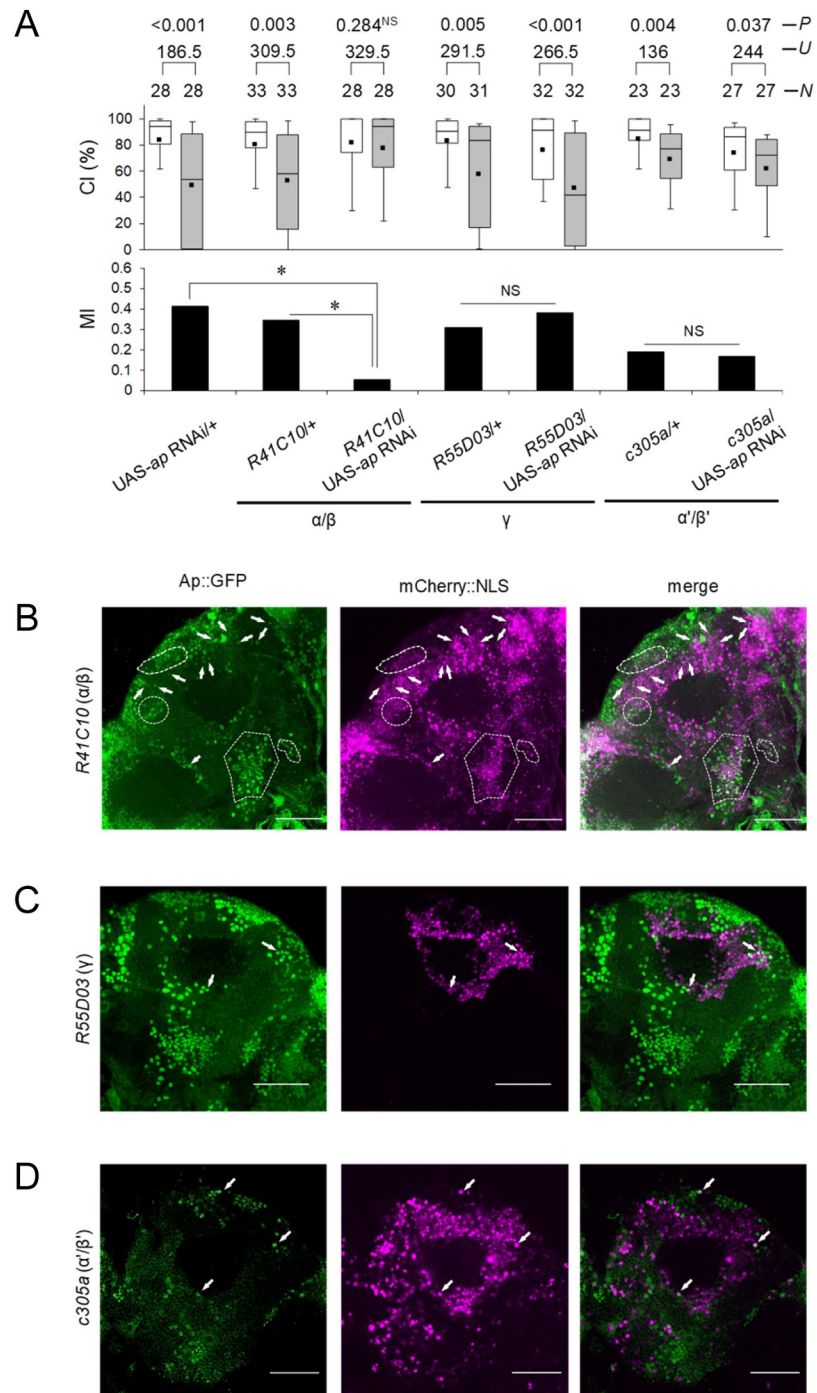 A
<0.001 0.003 0.284NS 0.005 <0.001 0.004 0.037 —P
186.5 309.5 329.5 291.5 266.5 136 244 —U
28 28 33 33 28 28 30 31 32 32 23 23 27 27 —N
CI (%)
100
80
60
40
20
0
MI
0.6
0.5
0.4
0.3
0.2
0.1
0
* * NS NS
UAS-ap RNAi/+
R41C10/+
R41C10/
UAS-ap RNAi
R55D03/+
R55D03/
UAS-ap RNAi
c305a/+
c305a/
UAS-ap RNAi
α/β γ α'/β'
B
Ap::GFP mCherry::NLS merge
R41C10 (α/β)
C
R55D03 (γ)
D
c305a (α'/β')